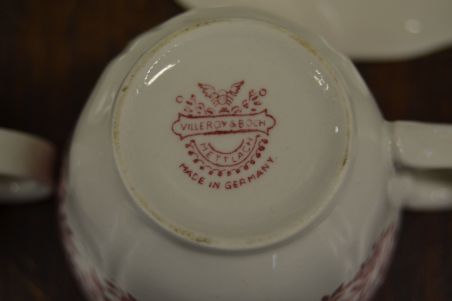 VILLEROY & BOCH
METTLACH
MADE IN GERMANY.